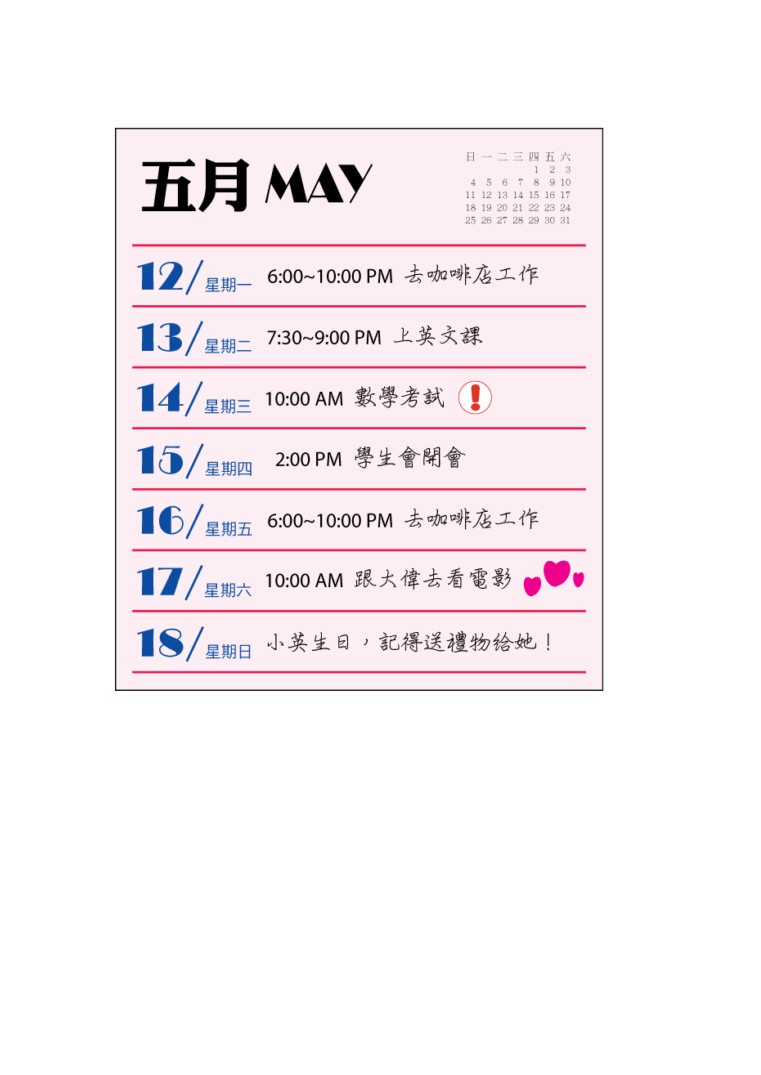 五月 MAY
日 一 二 三 四 五 六
1 2 3
4 5 6 7 8 9 10
11 12 13 14 15 16 17
18 19 20 21 22 23 24
25 26 27 28 29 30 31
12/ 星期一 6:00~10:00 PM 去咖啡店工作
13/ 星期二 7:30~9:00 PM 上英文課
14/ 星期三 10:00 AM 數學考試 !
15/ 星期四 2:00 PM 學生會開會
16/ 星期五 6:00~10:00 PM 去咖啡店工作
17/ 星期六 10:00 AM 跟大偉去看電影
18/ 星期日 小英生日，記得送禮物給她！